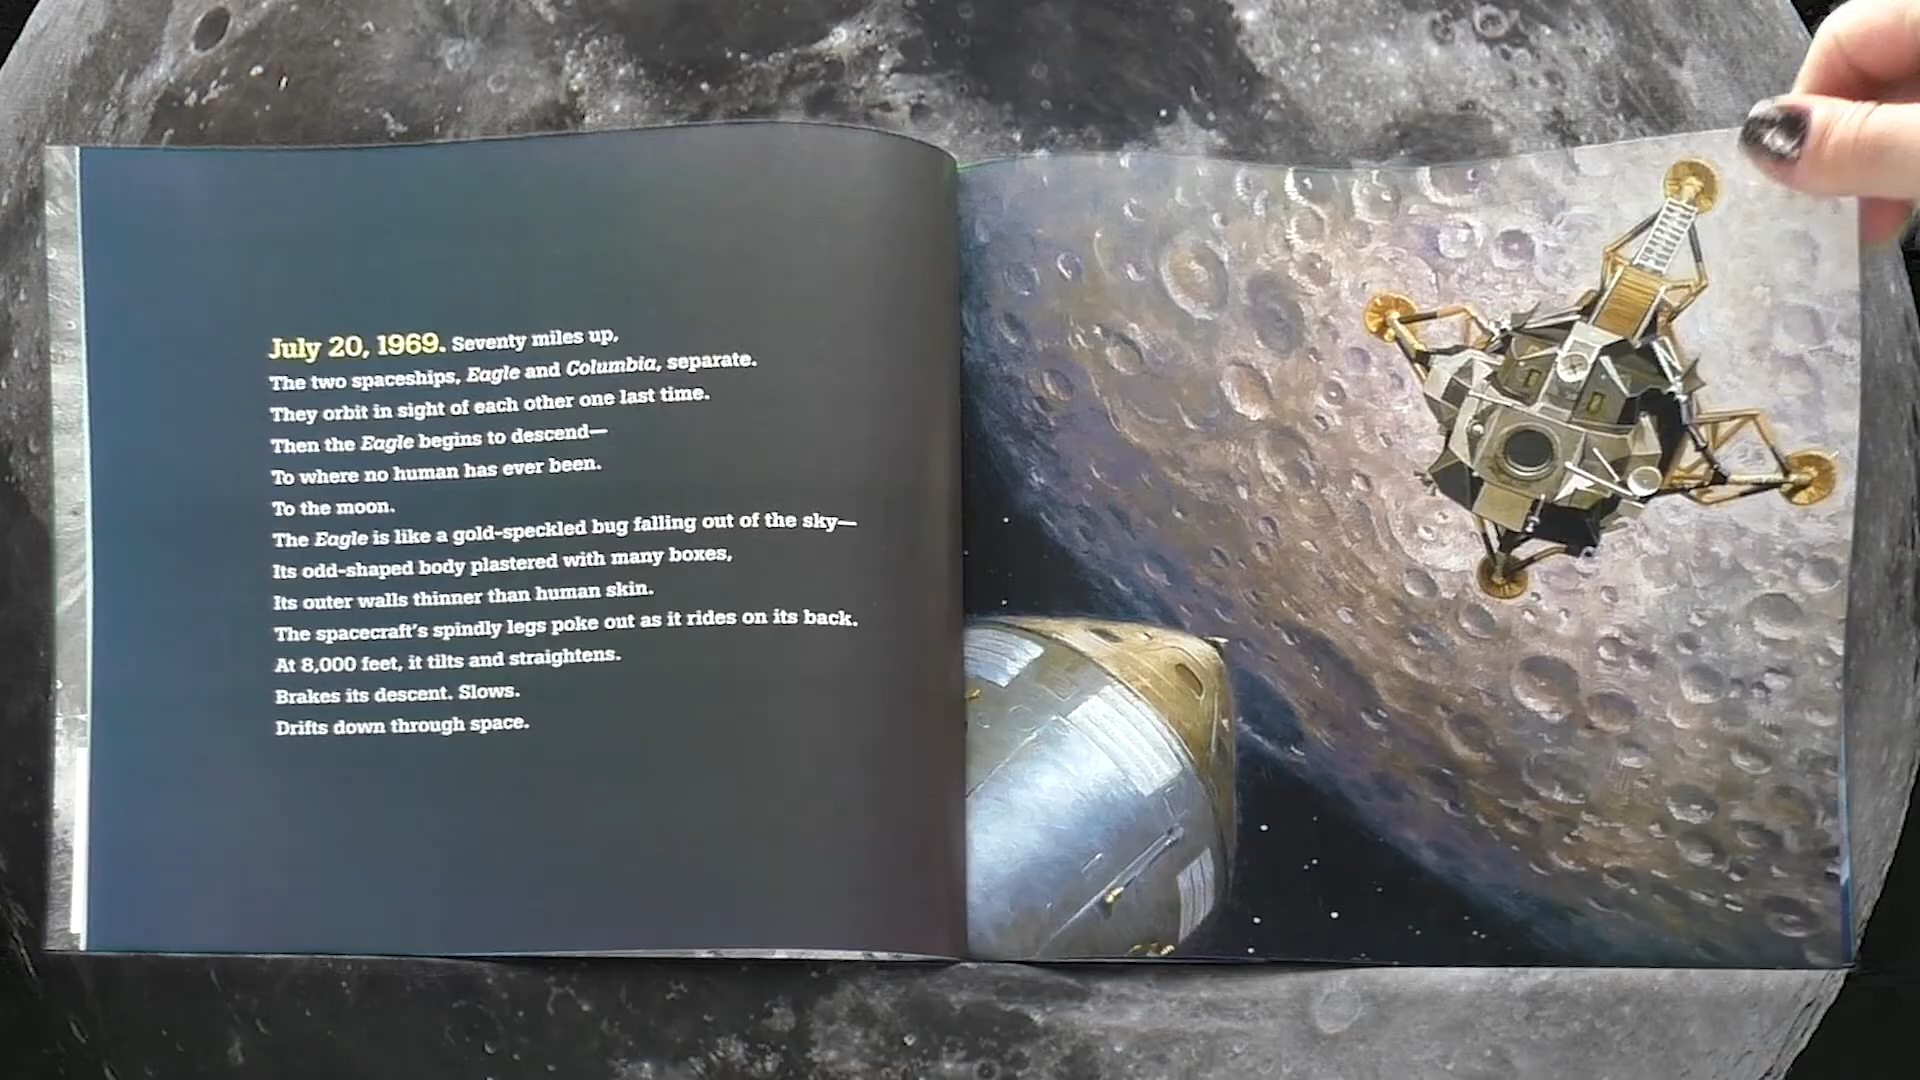 July 20, 1969. Seventy miles up,
The two spaceships, Eagle and Columbia, separate.
They orbit in sight of each other one last time.
Then the Eagle begins to descend—
To where no human has ever been.
To the moon.
The Eagle is like a gold-speckled bug falling out of the sky—
Its odd-shaped body plastered with many boxes,
Its outer walls thinner than human skin.
The spacecraft's spindly legs poke out as it rides on its back.
At 8,000 feet, it tilts and straightens.
Brakes its descent. Slows.
Drifts down through space.